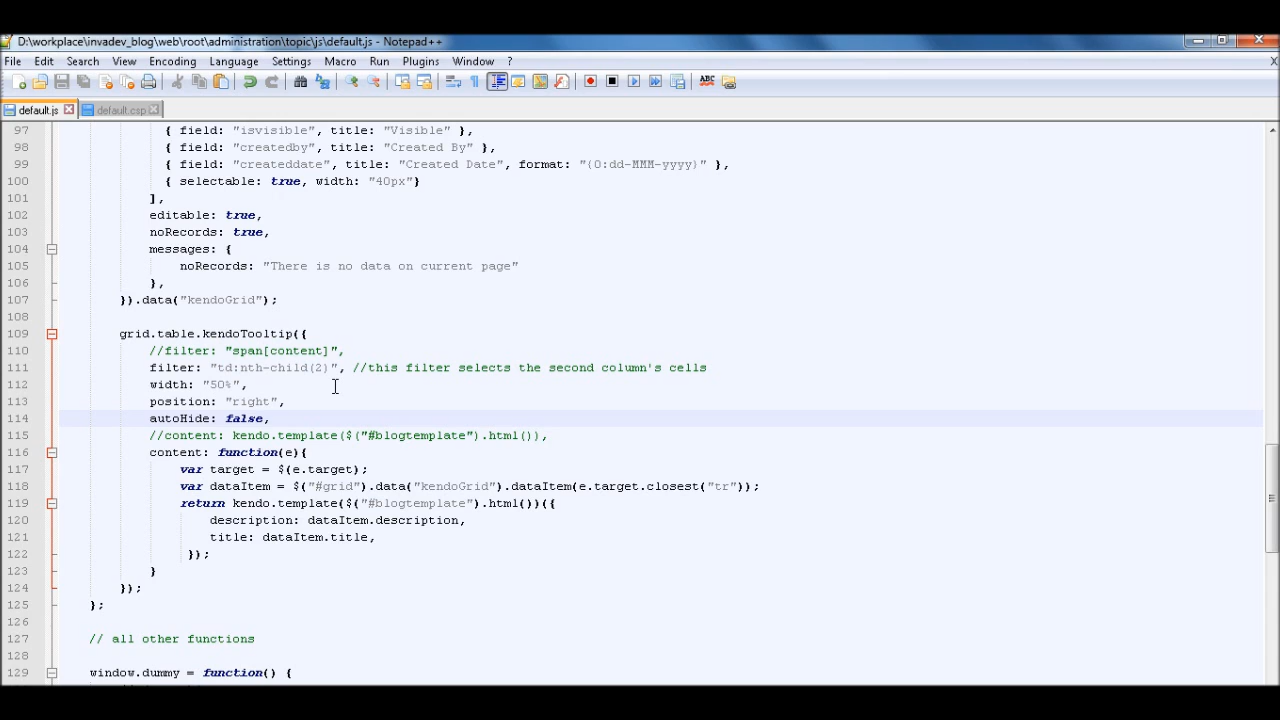 D:\workplace\invadev_blog\web\root\administration\topic\js\default.js - Notepad++
File Edit Search View Encoding Language Settings Macro Run Plugins Window ? X
default.js default.csp
97 { field: "isvisible", title: "Visible" },
98 { field: "createdby", title: "Created By" },
99 { field: "createddate", title: "Created Date", format: "{0:dd-MMM-yyyy}" },
100 { selectable: true, width: "40px"}
101 ],
102 editable: true,
103 noRecords: true,
104 messages: {
105 noRecords: "There is no data on current page"
106 },
107 }).data("kendoGrid");
108
109 grid.table.kendoTooltip({
110 //filter: "span[content]",
111 filter: "td:nth-child(2)", //this filter selects the second column's cells
112 width: "50%",
113 position: "right",
114 autoHide: false,
115 //content: kendo.template($("#blogtemplate").html()),
116 content: function(e){
117 var target = $(e.target);
118 var dataItem = $("#grid").data("kendoGrid").dataItem(e.target.closest("tr"));
119 return kendo.template($("#blogtemplate").html())({
120 description: dataItem.description,
121 title: dataItem.title,
122 });
123 }
124 });
125 };
126
127 // all other functions
128
129 window.dummy = function() {